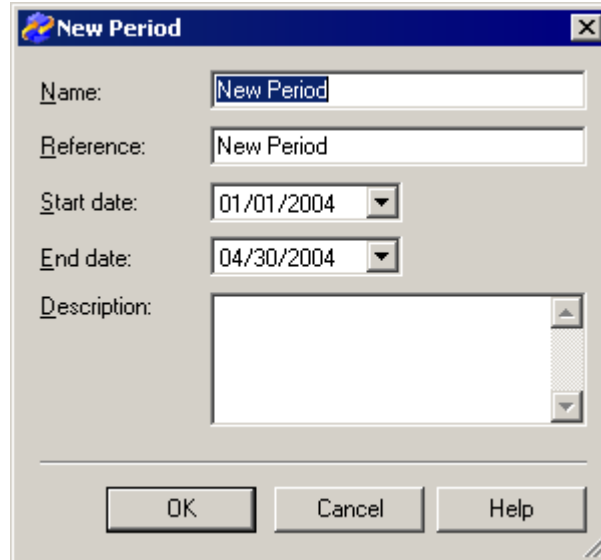 New Period
Name: New Period
Reference: New Period
Start date: 01/01/2004
End date: 04/30/2004
Description:
OK Cancel Help